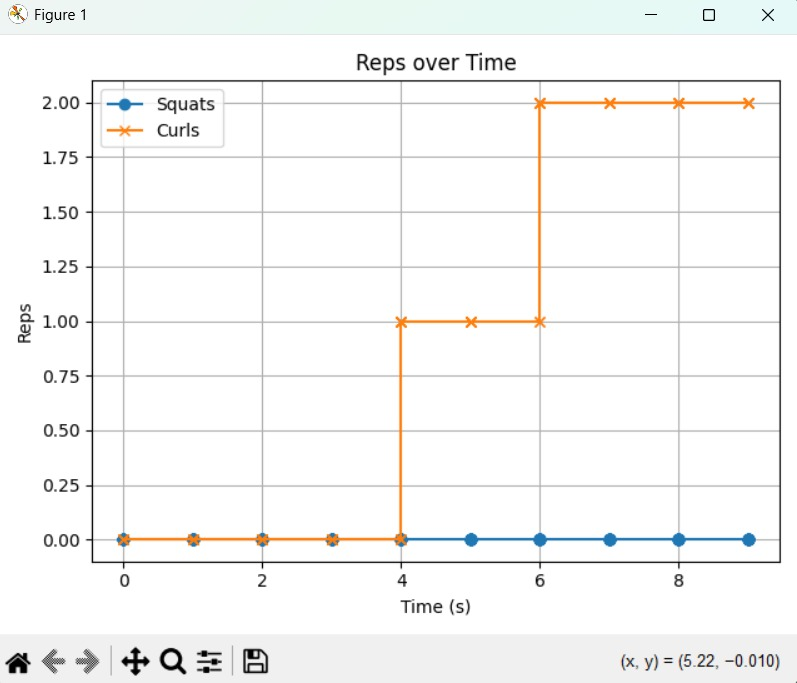 Figure 1
Reps over Time
Squats
Curls
2.00
1.75
1.50
1.25
1.00
0.75
0.50
0.25
0.00
Reps
0 2 4 6 8
Time (s)
(x, y) = (5.22, −0.010)